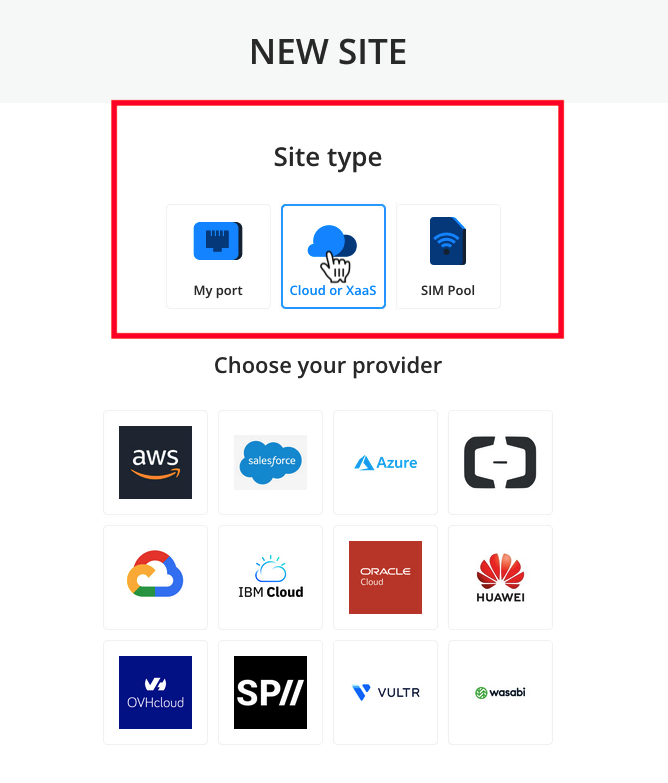 NEW SITE
Site type
My port
Cloud or XaaS
SIM Pool
Choose your provider
aws
salesforce
Azure
IBM Cloud
ORACLE
Cloud
HUAWEI
OVHcloud
SP//
VULTR
wasabi